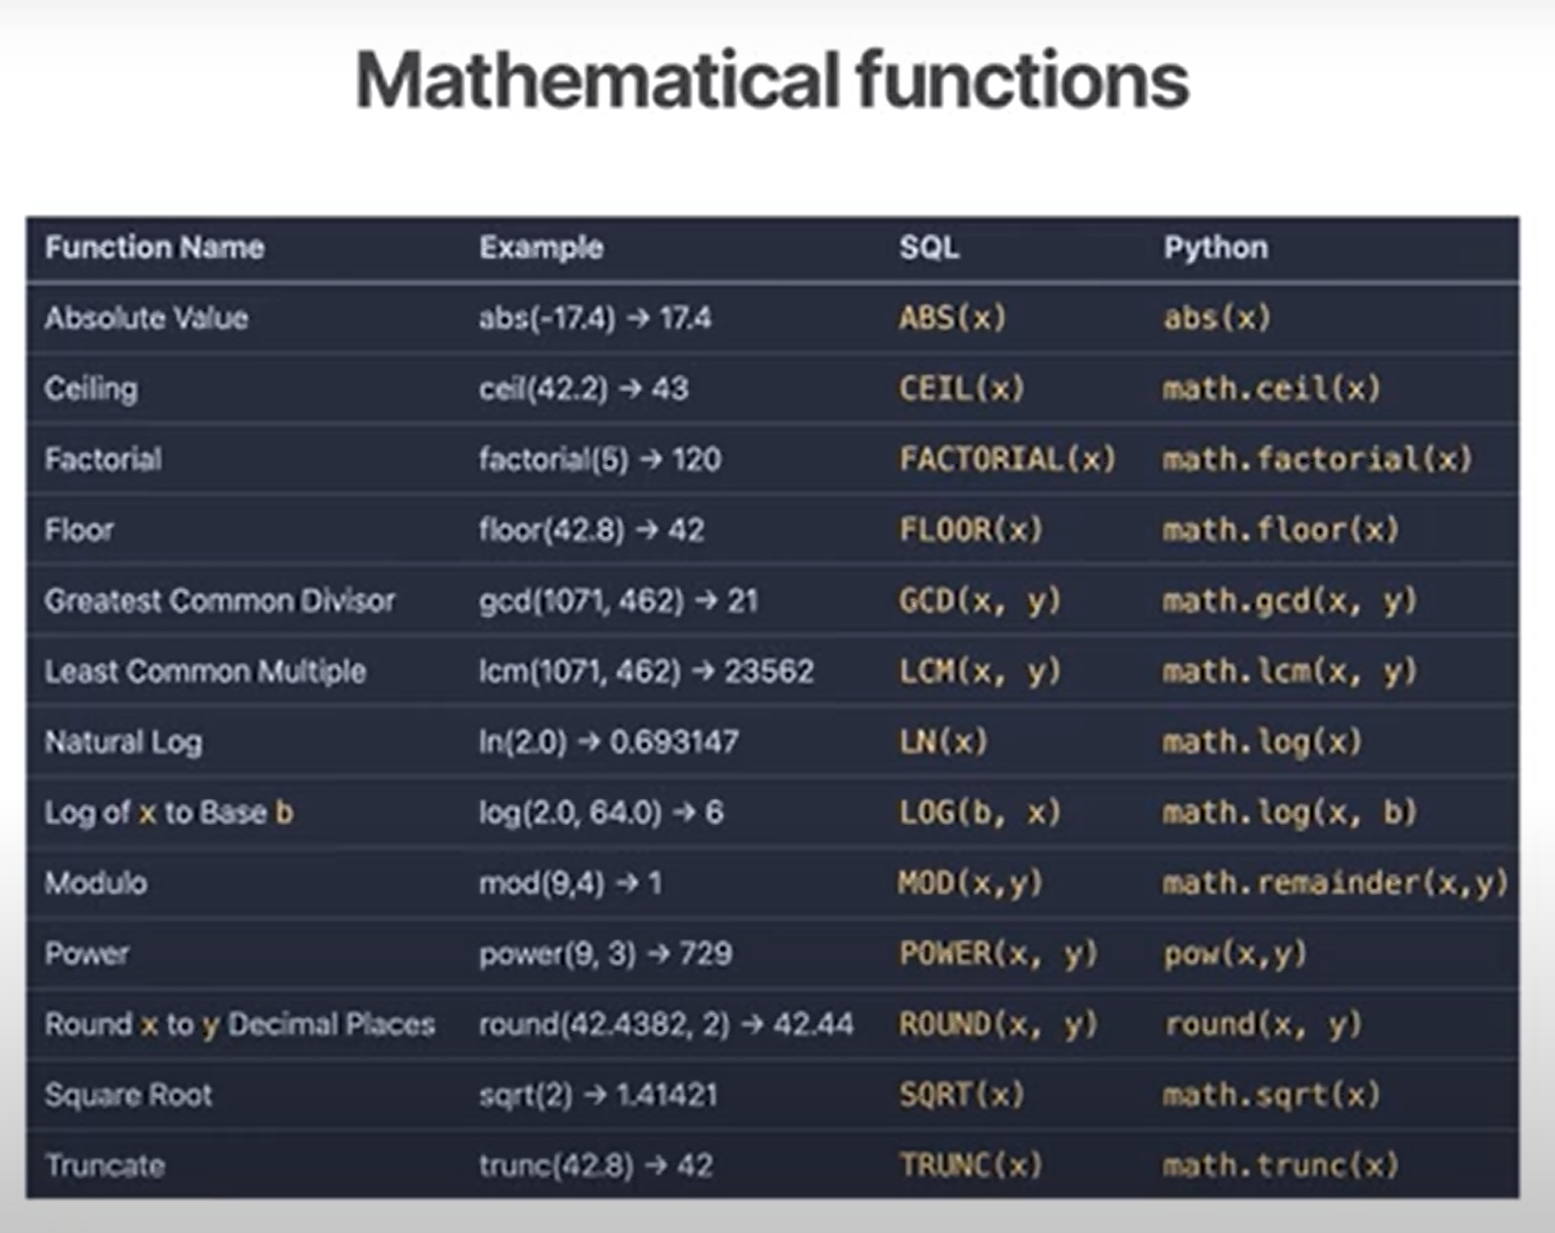 Mathematical functions
Function Name Example SQL Python
Absolute Value abs(-17.4) → 17.4 ABS(x) abs(x)
Ceiling ceil(42.2) → 43 CEIL(x) math.ceil(x)
Factorial factorial(5) → 120 FACTORIAL(x) math.factorial(x)
Floor floor(42.8) → 42 FLOOR(x) math.floor(x)
Greatest Common Divisor gcd(1071, 462) → 21 GCD(x, y) math.gcd(x, y)
Least Common Multiple lcm(1071, 462) → 23562 LCM(x, y) math.lcm(x, y)
Natural Log ln(2.0) → 0.693147 LN(x) math.log(x)
Log of x to Base b log(2.0, 64.0) → 6 LOG(b, x) math.log(x, b)
Modulo mod(9,4) → 1 MOD(x,y) math.remainder(x,y)
Power power(9, 3) → 729 POWER(x, y) pow(x,y)
Round x to y Decimal Places round(42.4382, 2) → 42.44 ROUND(x, y) round(x, y)
Square Root sqrt(2) → 1.41421 SQRT(x) math.sqrt(x)
Truncate trunc(42.8) → 42 TRUNC(x) math.trunc(x)